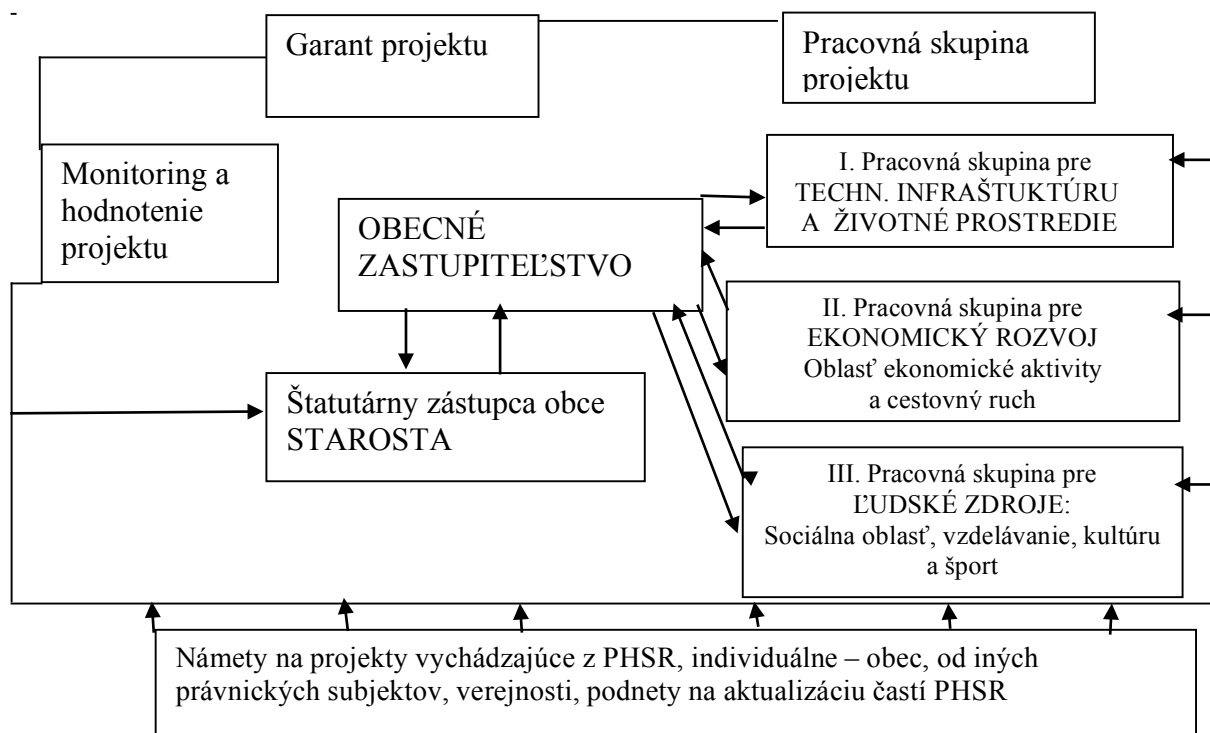 -
Garant projektu
Pracovná skupina
projektu
Monitoring a
hodnotenie
projektu
OBECNÉ
ZASTUPITEĽSTVO
I. Pracovná skupina pre
TECHN. INFRAŠTUKTÚRU
A ŽIVOTNÉ PROSTREDIE
II. Pracovná skupina pre
EKONOMICKÝ ROZVOJ
Oblasť ekonomické aktivity
a cestovný ruch
Štatutárny zástupca obce
STAROSTA
III. Pracovná skupina pre
ĽUDSKÉ ZDROJE:
Sociálna oblasť, vzdelávanie, kultúru
a šport
Námety na projekty vychádzajúce z PHSR, individuálne – obec, od iných
právnických subjektov, verejnosti, podnety na aktualizáciu častí PHSR